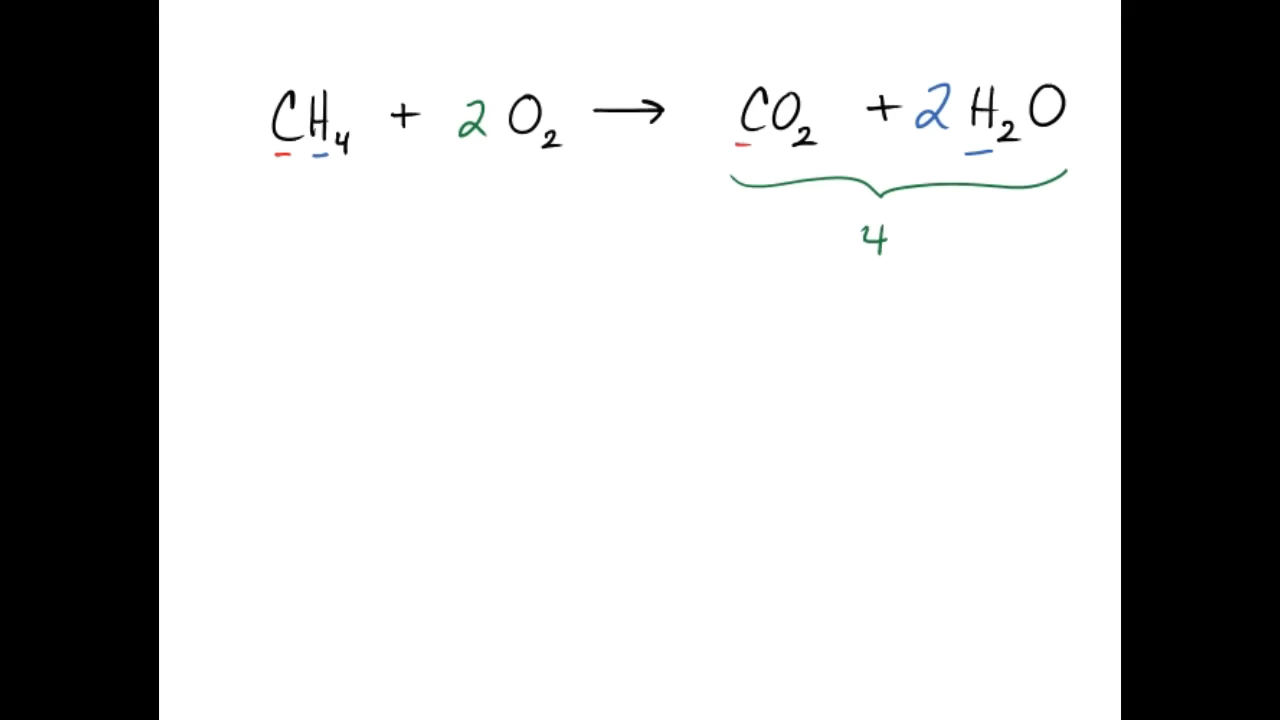 CH₄ + 2 O₂ → CO₂ + 2 H₂O
4